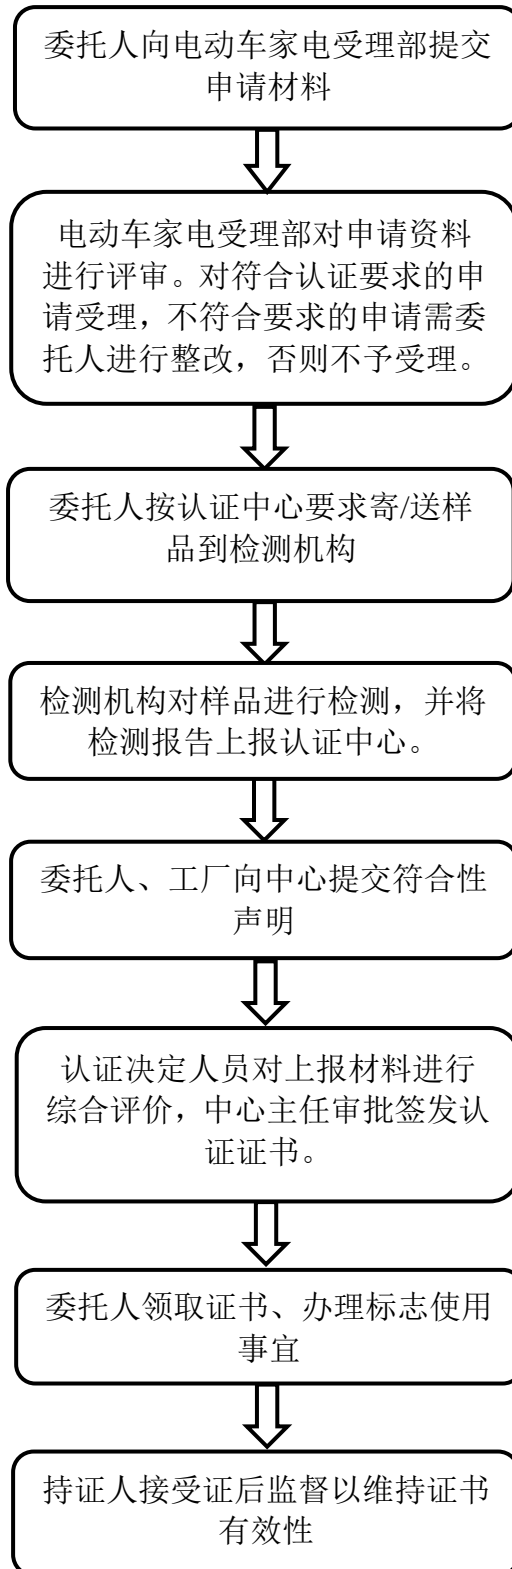 委托人向电动车家电受理部提交
申请材料
电动车家电受理部对申请资料
进行评审。对符合认证要求的申
请受理，不符合要求的申请需委
托人进行整改，否则不予受理。
委托人按认证中心要求寄/送样
品到检测机构
检测机构对样品进行检测，并将
检测报告上报认证中心。
委托人、工厂向中心提交符合性
声明
认证决定人员对上报材料进行
综合评价，中心主任审批签发认
证证书。
委托人领取证书、办理标志使用
事宜
持证人接受证后监督以维持证书
有效性